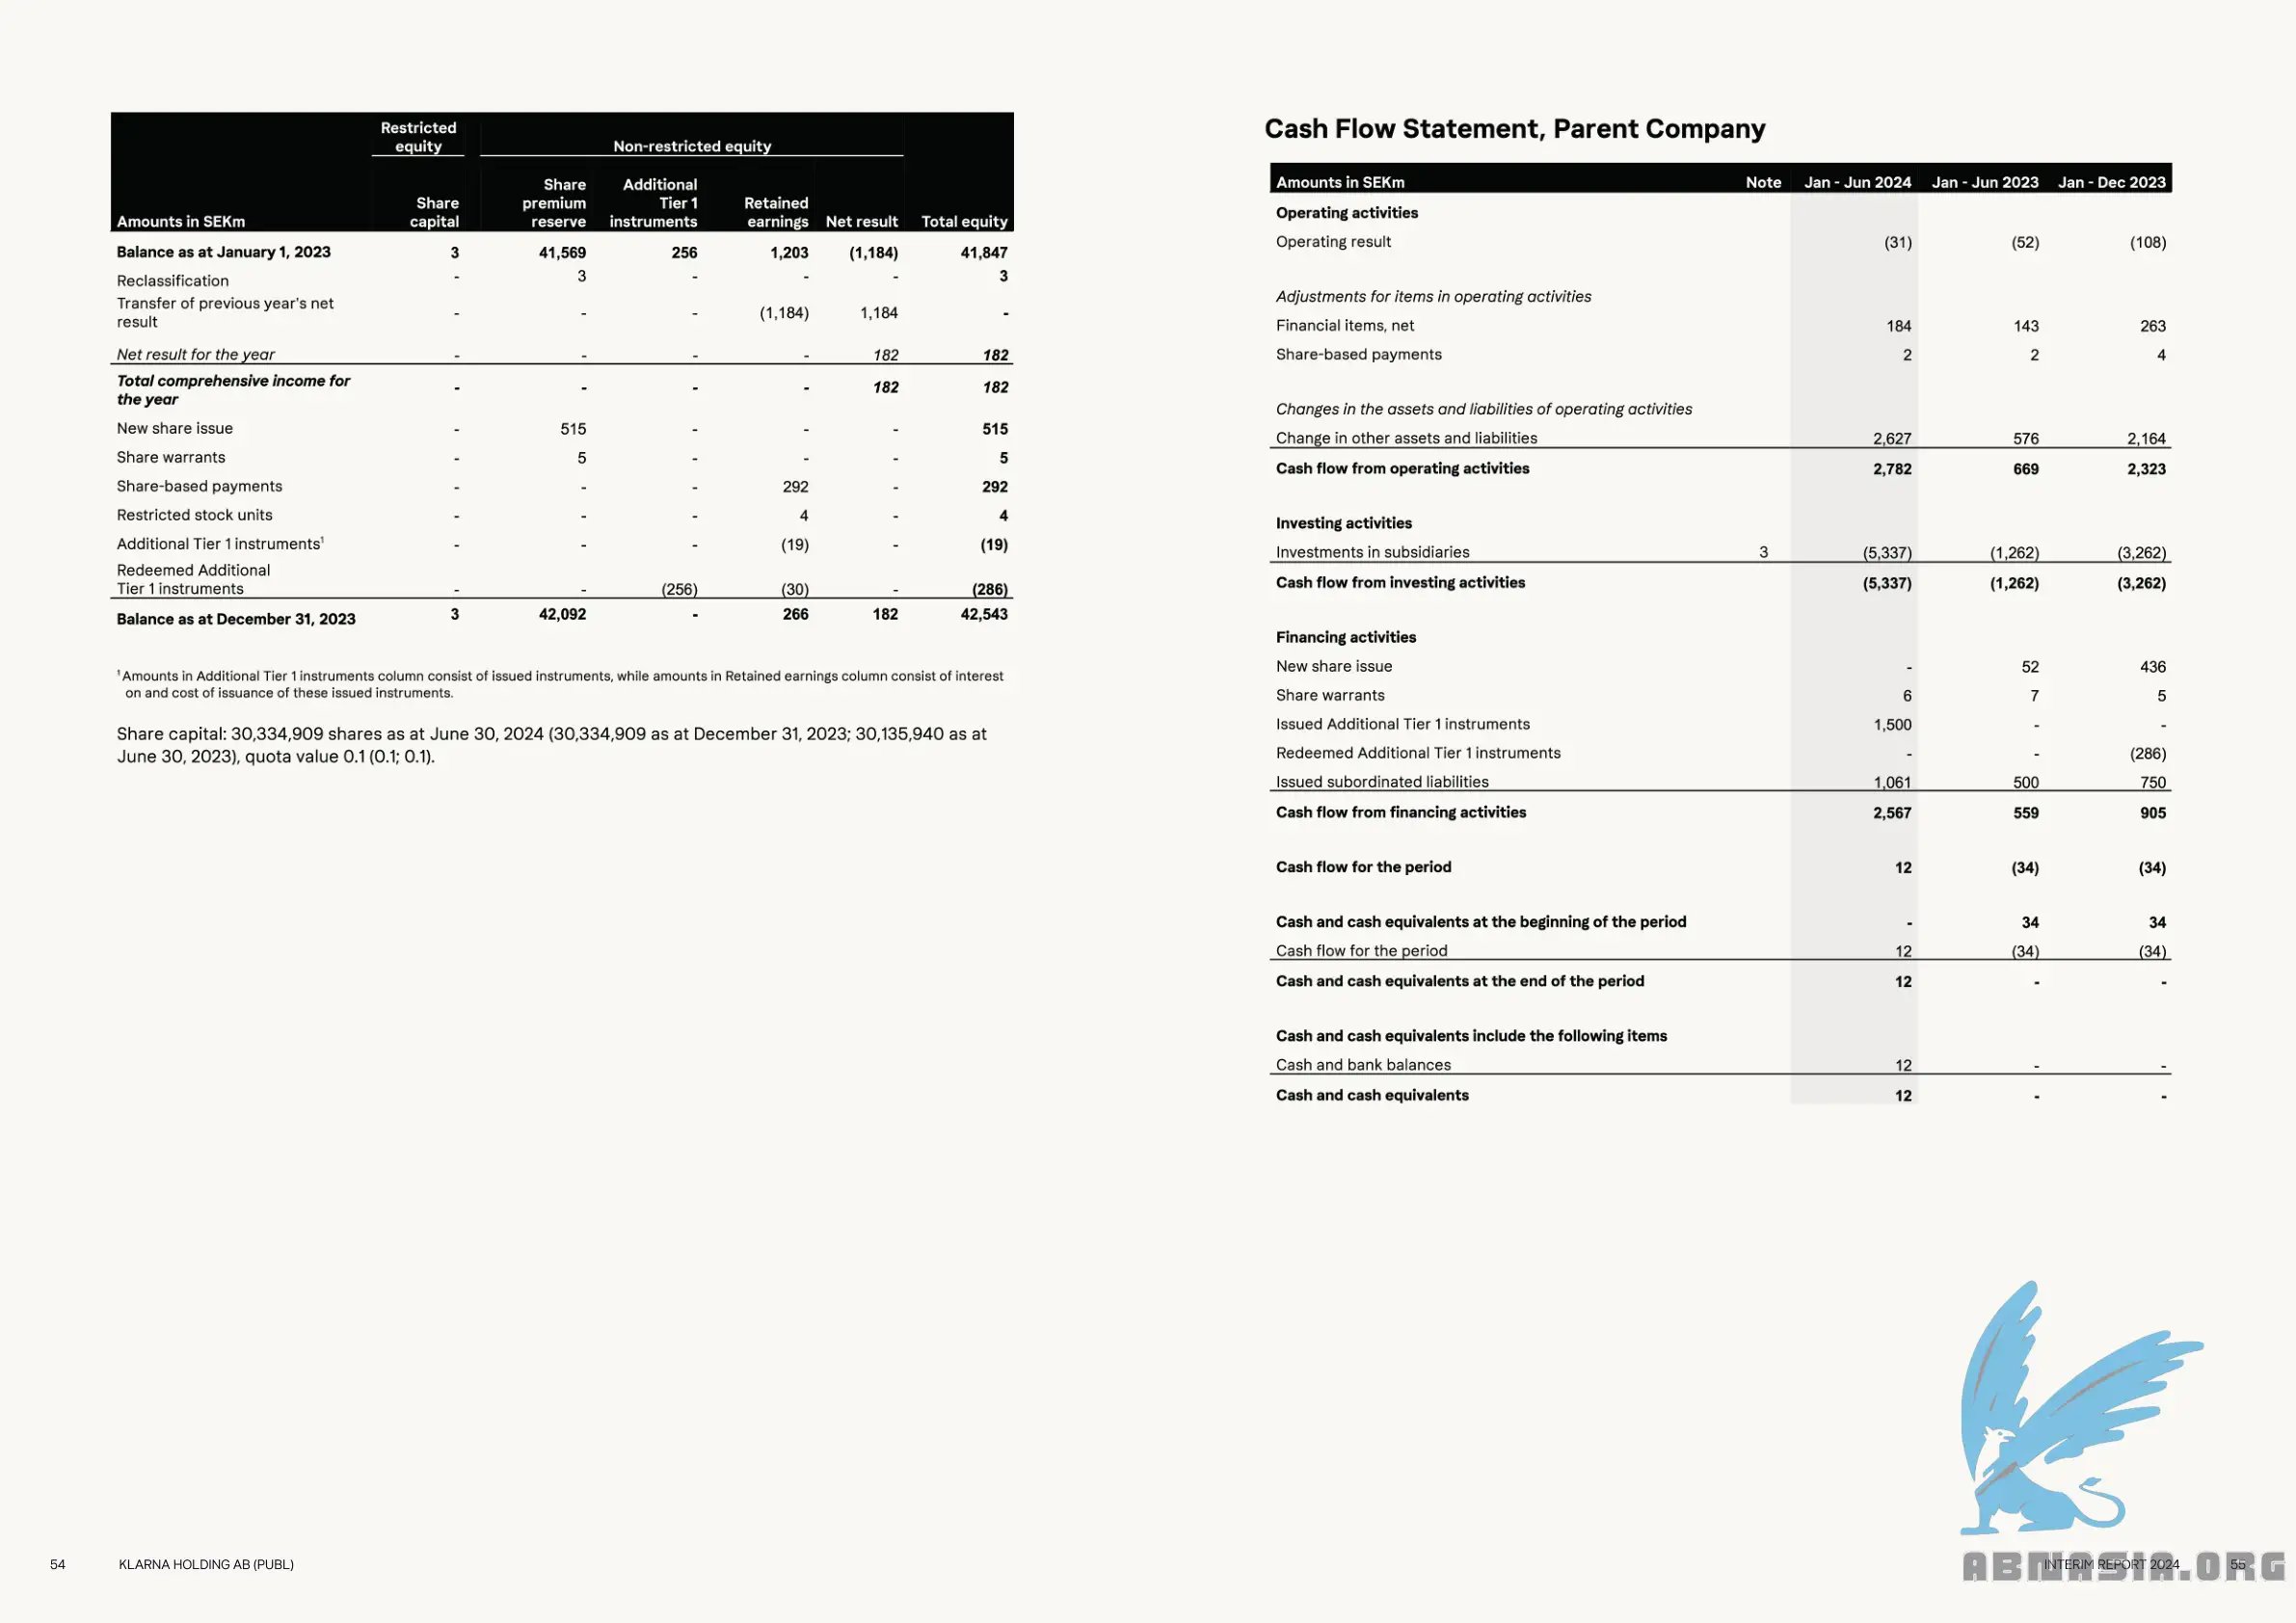 Restricted equity Non-restricted equity
Amounts in SEKm Share capital Share premium reserve Additional Tier 1 instruments Retained earnings Net result Total equity
Balance as at January 1, 2023 3 41,569 256 1,203 (1,184) 41,847
Reclassification - 3 - - - 3
Transfer of previous year's net result - - - (1,184) 1,184 -
Net result for the year - - - - 182 182
Total comprehensive income for the year - - - - 182 182
New share issue - 515 - - - 515
Share warrants - 5 - - - 5
Share-based payments - - - 292 - 292
Restricted stock units - - - 4 - 4
Additional Tier 1 instruments¹ - - - (19) - (19)
Redeemed Additional Tier 1 instruments - - (256) (30) - (286)
Balance as at December 31, 2023 3 42,092 - 266 182 42,543
¹ Amounts in Additional Tier 1 instruments column consist of issued instruments, while amounts in Retained earnings column consist of interest
on and cost of issuance of these issued instruments.
Share capital: 30,334,909 shares as at June 30, 2024 (30,334,909 as at December 31, 2023; 30,135,940 as at
June 30, 2023), quota value 0.1 (0.1; 0.1).
54 KLARNA HOLDING AB (PUBL)
Cash Flow Statement, Parent Company
Amounts in SEKm Note Jan - Jun 2024 Jan - Jun 2023 Jan - Dec 2023
Operating activities
Operating result (31) (52) (108)
Adjustments for items in operating activities
Financial items, net 184 143 263
Share-based payments 2 2 4
Changes in the assets and liabilities of operating activities
Change in other assets and liabilities 2,627 576 2,164
Cash flow from operating activities 2,782 669 2,323
Investing activities
Investments in subsidiaries 3 (5,337) (1,262) (3,262)
Cash flow from investing activities (5,337) (1,262) (3,262)
Financing activities
New share issue - 52 436
Share warrants 6 7 5
Issued Additional Tier 1 instruments 1,500 - -
Redeemed Additional Tier 1 instruments - - (286)
Issued subordinated liabilities 1,061 500 750
Cash flow from financing activities 2,567 559 905
Cash flow for the period 12 (34) (34)
Cash and cash equivalents at the beginning of the period - 34 34
Cash flow for the period 12 (34) (34)
Cash and cash equivalents at the end of the period 12 - -
Cash and cash equivalents include the following items
Cash and bank balances 12 - -
Cash and cash equivalents 12 - -
INTERIM REPORT 2024 55
ABNASIA.ORG